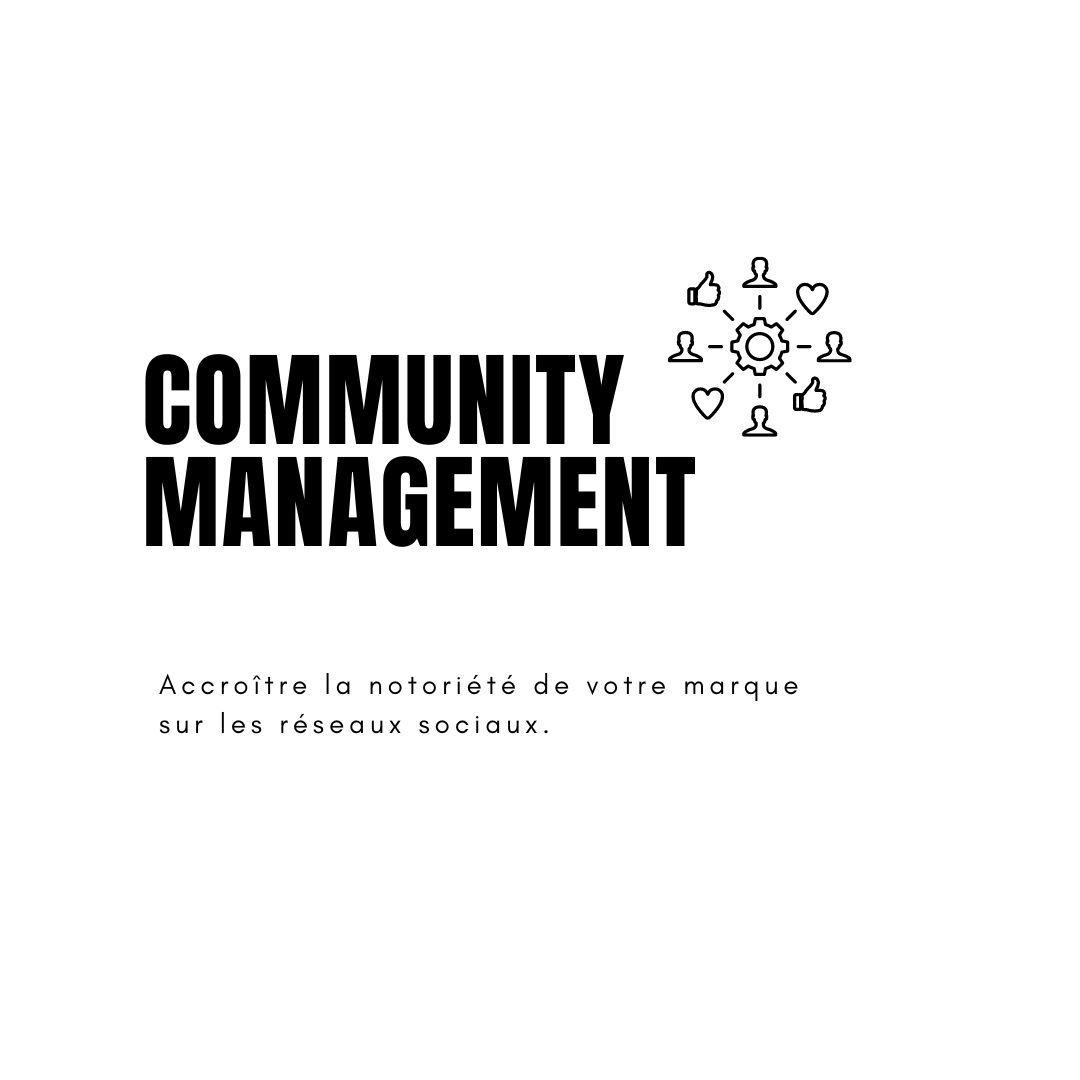 COMMUNITY
MANAGEMENT
Accroître la notoriété de votre marque
sur les réseaux sociaux.